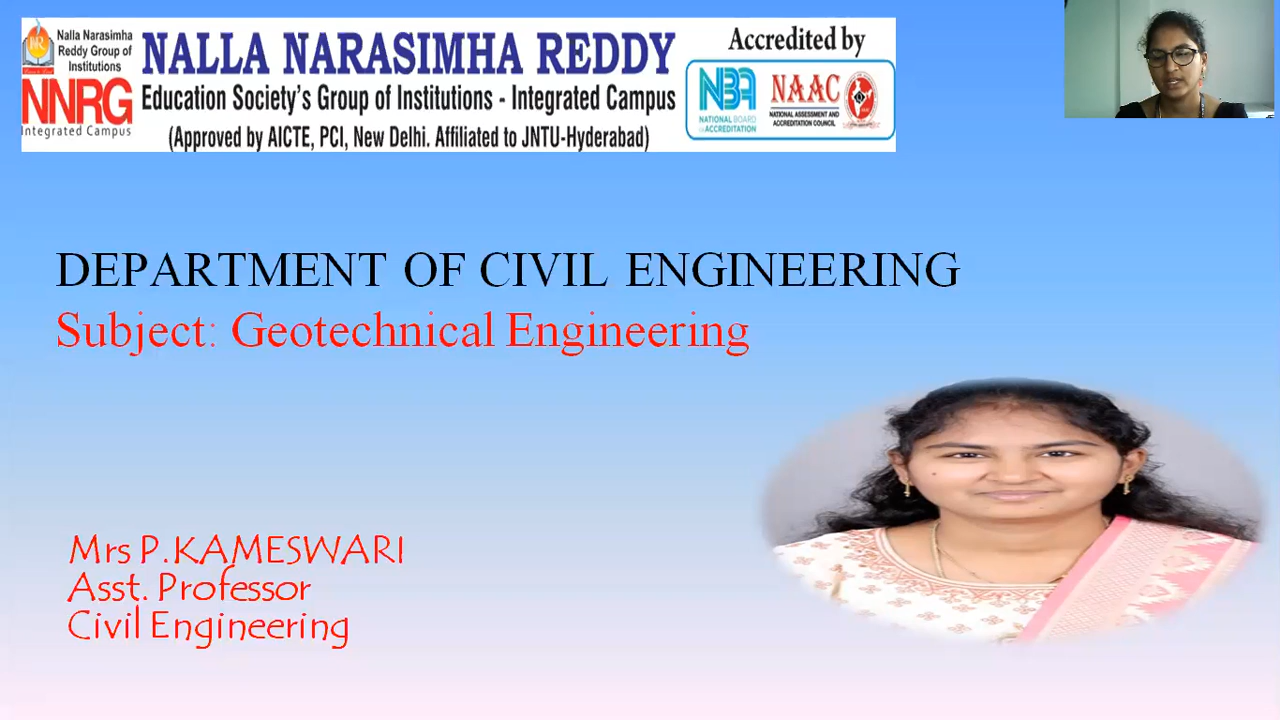 Nalla Narasimha
Reddy Group of
Institutions
NNRG
Integrated Campus
NALLA NARASIMHA REDDY
Education Society's Group of Institutions - Integrated Campus
(Approved by AICTE, PCI, New Delhi. Affiliated to JNTU-Hyderabad)
Accredited by
NBA
NATIONAL BOARD
of ACCREDITATION
NAAC
NATIONAL ASSESSMENT AND
ACCREDITATION COUNCIL
DEPARTMENT OF CIVIL ENGINEERING
Subject: Geotechnical Engineering
Mrs P.KAMESWARI
Asst. Professor
Civil Engineering